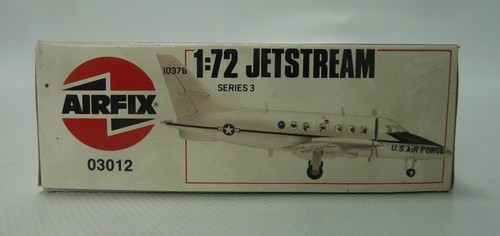 AIRFIX
03012
10376
1:72 JETSTREAM
SERIES 3
U.S. AIR FORCE